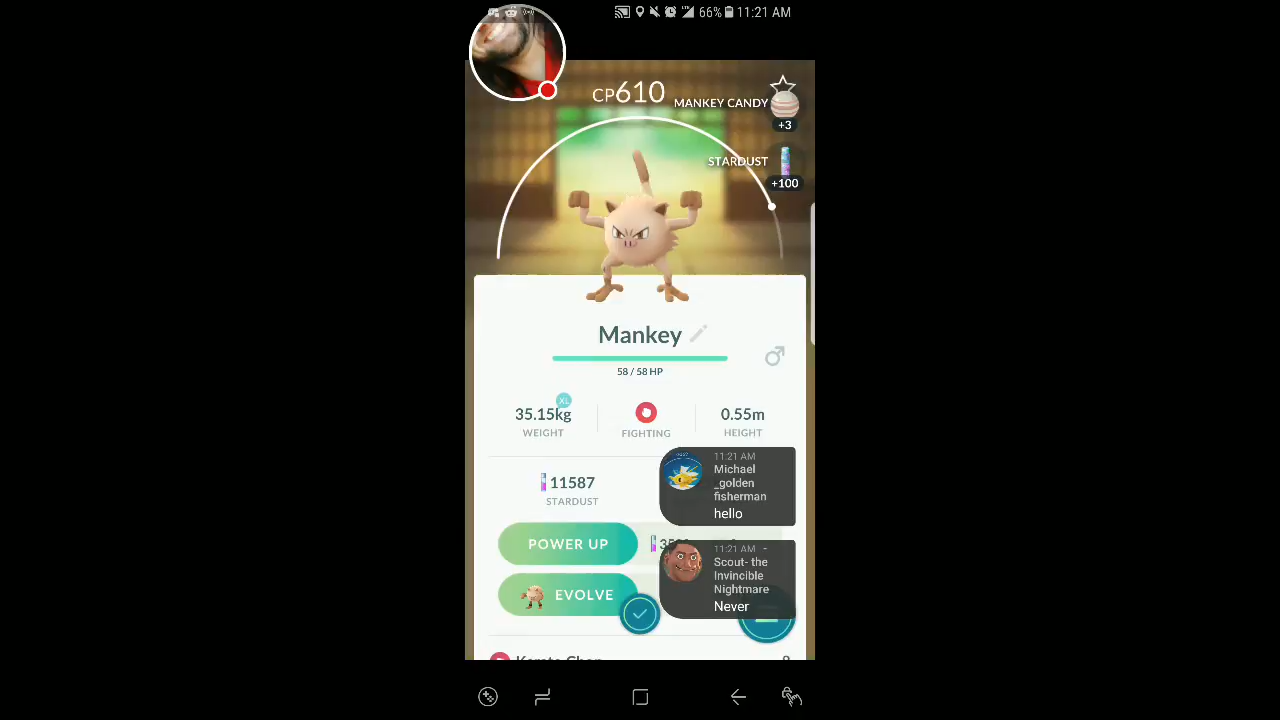 66% 11:21 AM
CP610
MANKEY CANDY
+3
STARDUST
+100
Mankey
58 / 58 HP
XL
35.15kg
WEIGHT
FIGHTING
0.55m
HEIGHT
11587
STARDUST
11:21 AM
Michael
_golden
fisherman
hello
POWER UP
11:21 AM -
Scout- the
Invincible
Nightmare
Never
EVOLVE